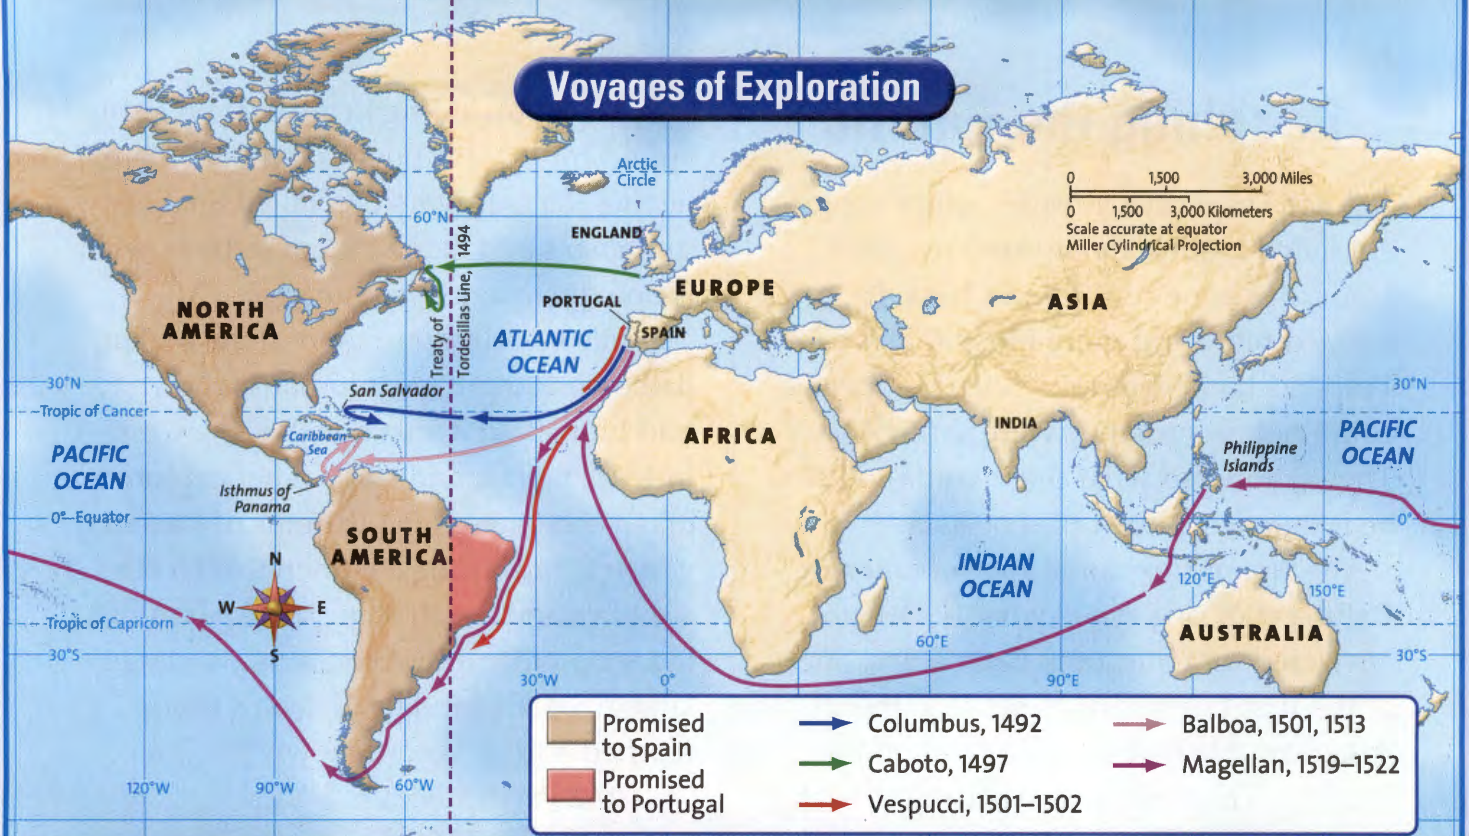 Voyages of Exploration
Arctic
Circle
0 1,500 3,000 Miles
0 1,500 3,000 Kilometers
Scale accurate at equator
Miller Cylindrical Projection
60°N
ENGLAND
Treaty of
Tordesillas Line, 1494
EUROPE
PORTUGAL
SPAIN
ASIA
NORTH
AMERICA
ATLANTIC
OCEAN
30°N
30°N
San Salvador
Tropic of Cancer
Caribbean
Sea
AFRICA
INDIA
PACIFIC
OCEAN
PACIFIC
OCEAN
Philippine
Islands
Isthmus of
Panama
0° Equator
0°
SOUTH
AMERICA
INDIAN
OCEAN
120°E
150°E
N
W E
S
Tropic of Capricorn
AUSTRALIA
60°E
30°S
30°S
30°W
0°
90°E
120°W
90°W
60°W
Promised
to Spain
Promised
to Portugal
Columbus, 1492
Caboto, 1497
Vespucci, 1501–1502
Balboa, 1501, 1513
Magellan, 1519–1522